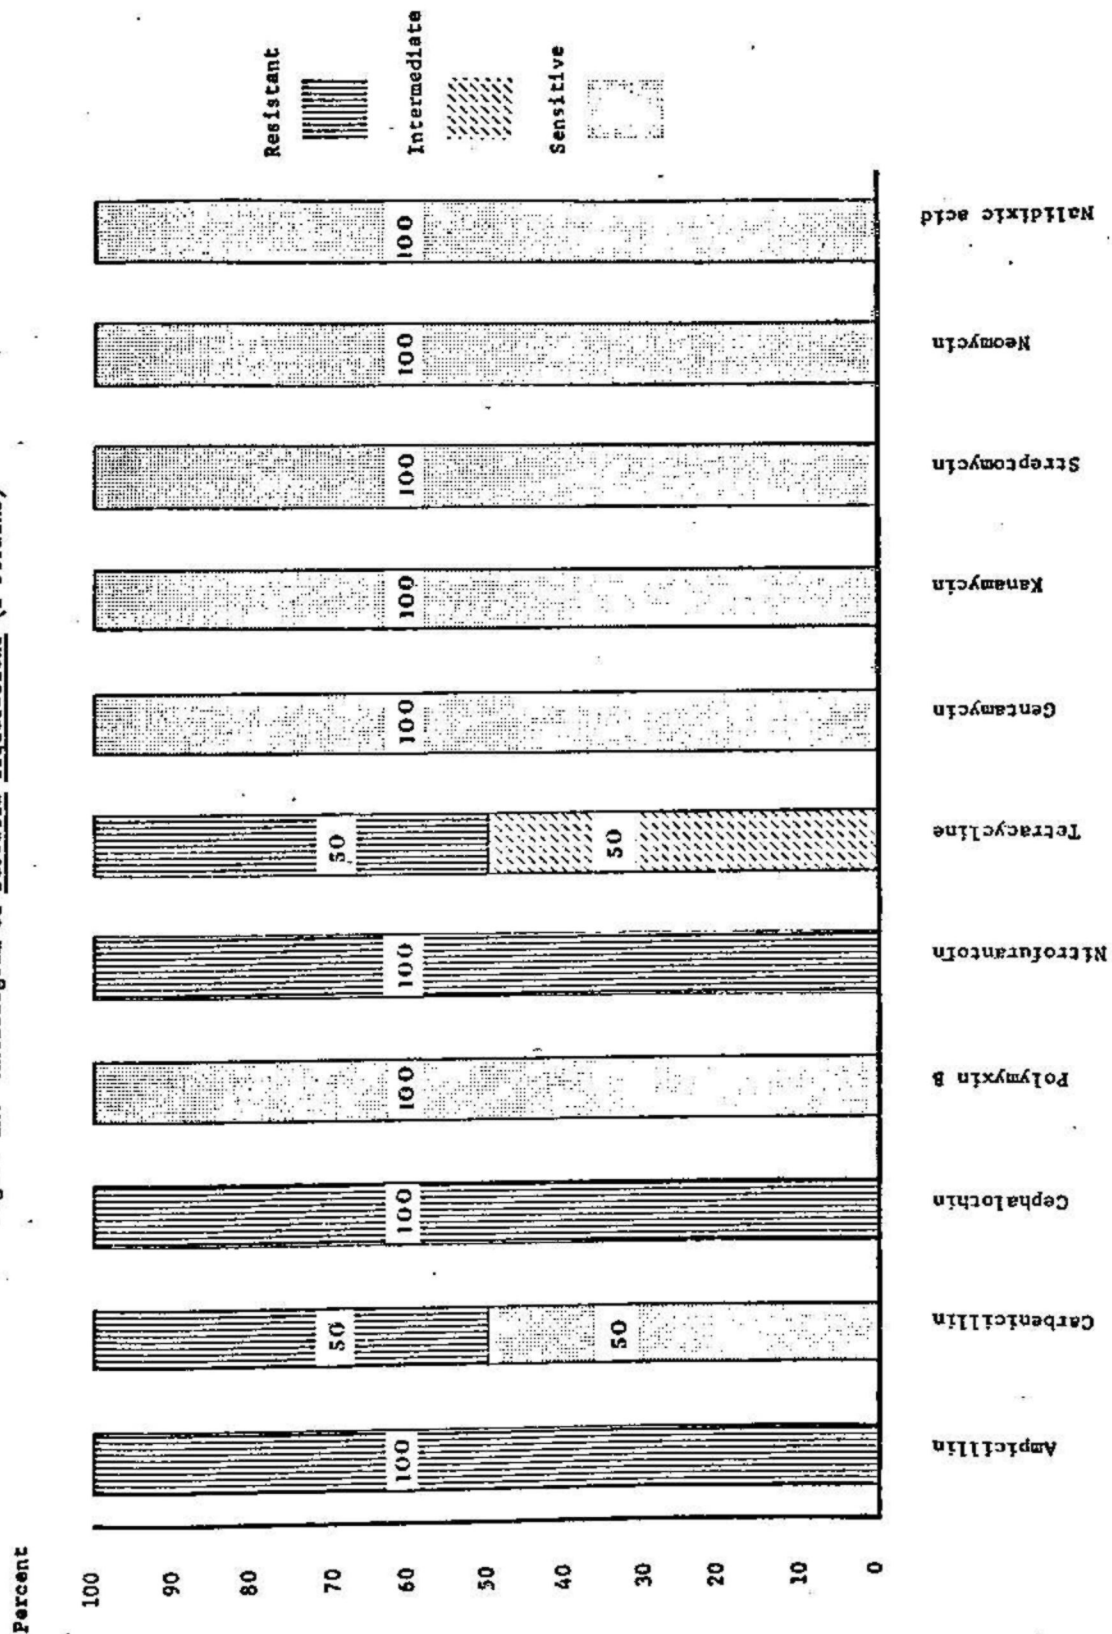 Percent
100
90
80
70
60
50
40
30
20
10
0
100
50
50
100
100
100
50
50
100
100
100
100
100
Ampicillin
Carbenicillin
Cephalothin
Polymyxin B
Nitrofurantoin
Tetracycline
Gentamycin
Kanamycin
Streptomycin
Neomycin
Nalidixic acid
Resistant
Intermediate
Sensitive